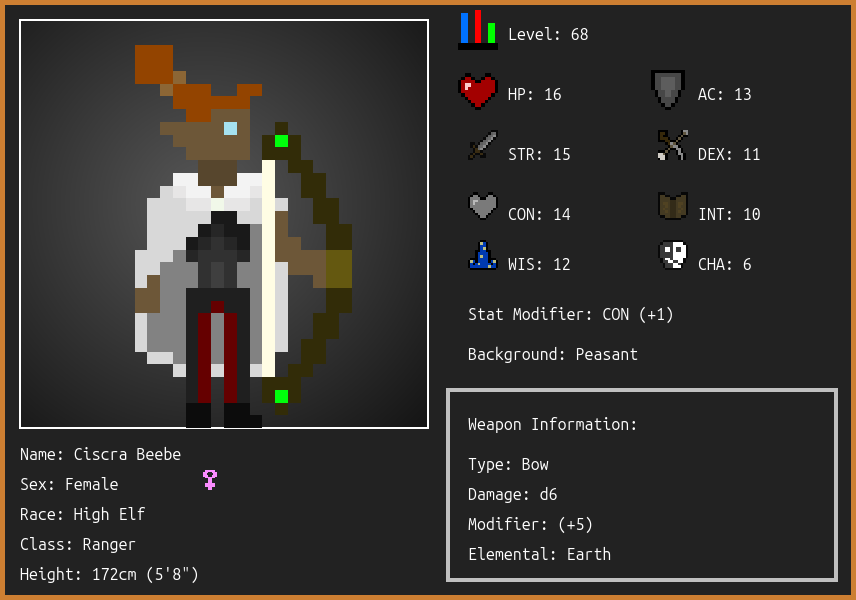 Level: 68
HP: 16
AC: 13
STR: 15
DEX: 11
CON: 14
INT: 10
WIS: 12
CHA: 6
Stat Modifier: CON (+1)
Background: Peasant
Weapon Information:
Type: Bow
Damage: d6
Modifier: (+5)
Elemental: Earth
Name: Ciscra Beebe
Sex: Female
Race: High Elf
Class: Ranger
Height: 172cm (5'8")